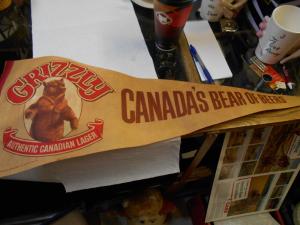 GRIZZLY
AUTHENTIC CANADIAN LAGER
CANADA'S BEAR OF BEERS